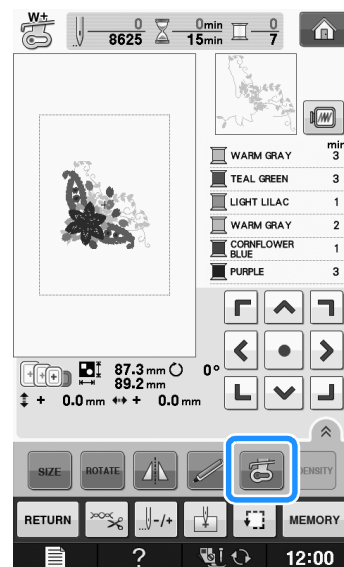 W+
0
8625
0min
15min
0
7
min
WARM GRAY 3
TEAL GREEN 3
LIGHT LILAC 1
WARM GRAY 2
CORNFLOWER
BLUE 1
PURPLE 3
87.3 mm 0°
89.2 mm
+ 0.0 mm + 0.0 mm
SIZE ROTATE DENSITY
RETURN -/+ MEMORY
? 12:00